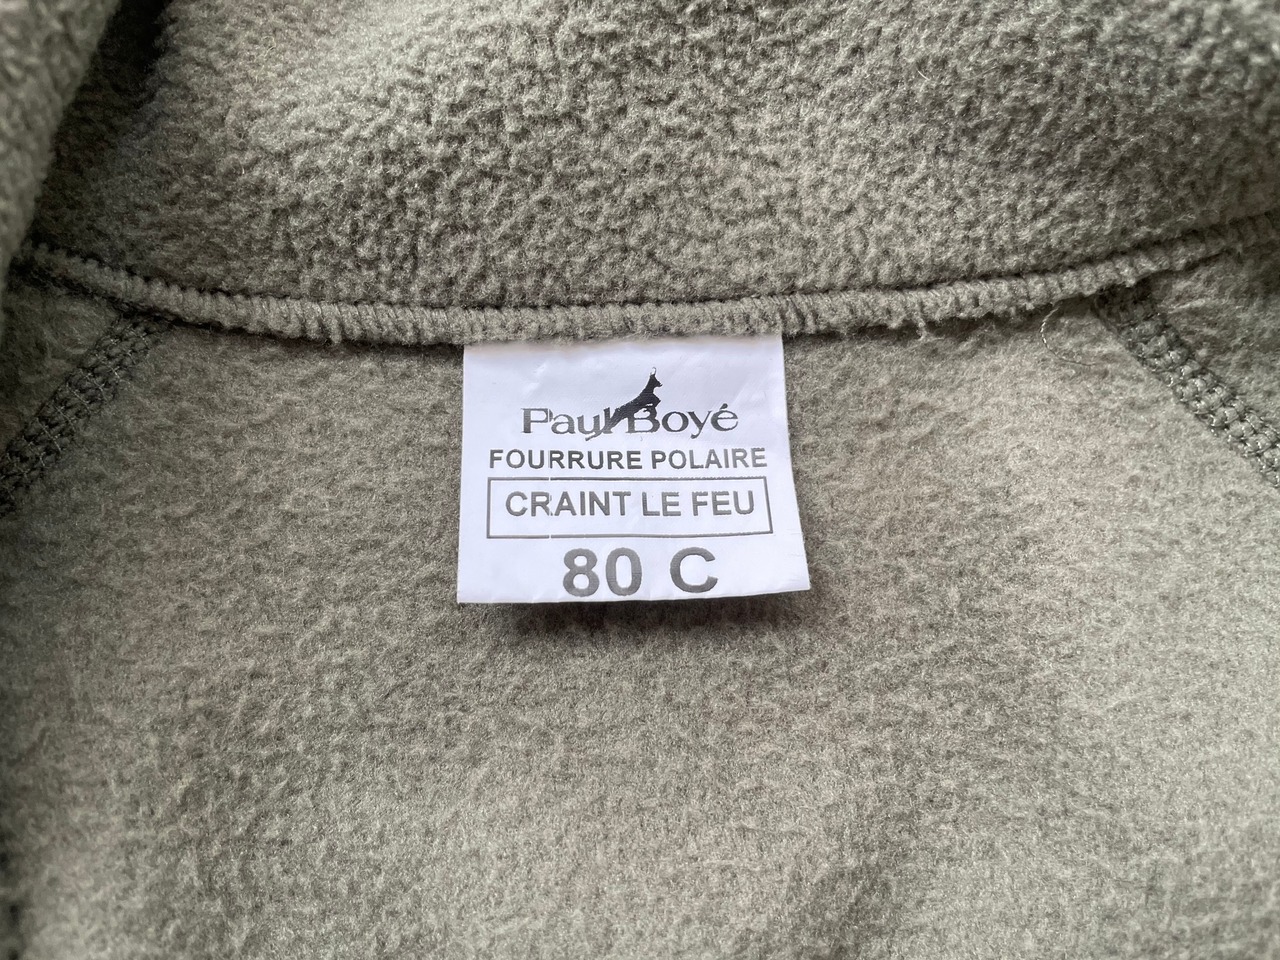 Paul Boyé
FOURRURE POLAIRE
CRAINT LE FEU
80 C